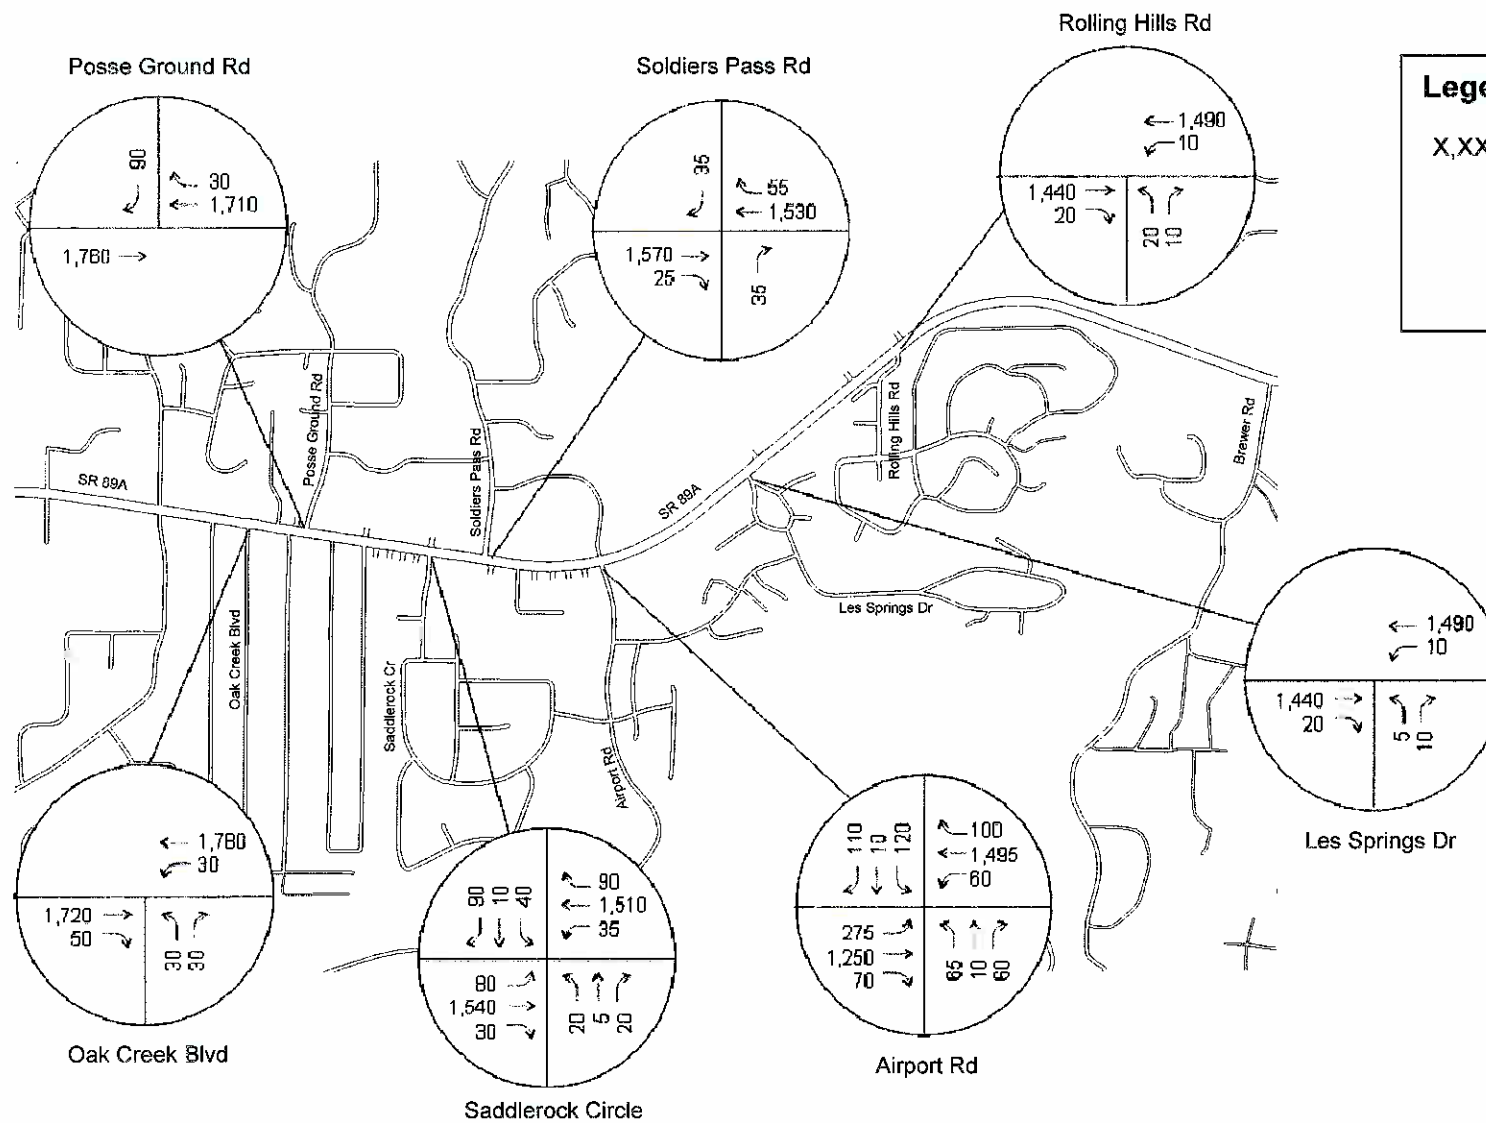 Rolling Hills Rd
Posse Ground Rd
Soldiers Pass Rd
Lege
X,XX
1,490
10
1,440
20
20
10
90
30
1,710
1,780
35
55
1,530
1,570
25
35
SR 89A
Posse Ground Rd
Soldiers Pass Rd
SR 89A
Rolling Hills Rd
Brewer Rd
Les Springs Dr
Oak Creek Blvd
Saddlerock Cr
Airport Rd
1,490
10
1,440
20
5
10
Les Springs Dr
1,780
30
1,720
50
30
30
Oak Creek Blvd
90
10
40
90
1,510
35
80
1,540
30
20
5
20
Saddlerock Circle
110
10
120
100
1,495
60
275
1,250
70
65
10
60
Airport Rd